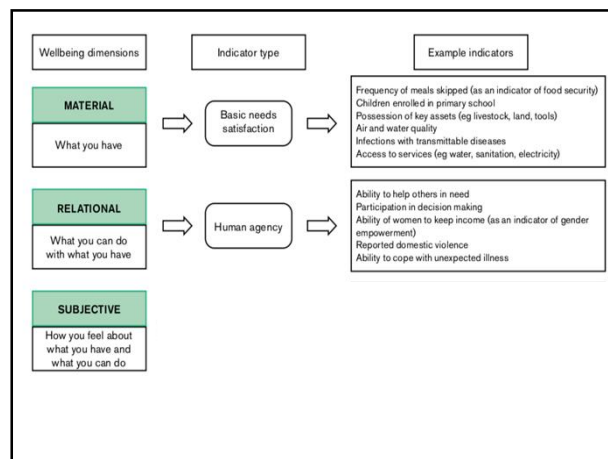 Wellbeing dimensions
Indicator type
Example indicators
MATERIAL
What you have
Basic needs
satisfaction
Frequency of meals skipped (as an indicator of food security)
Children enrolled in primary school
Possession of key assets (eg livestock, land, tools)
Air and water quality
Infections with transmittable diseases
Access to services (eg water, sanitation, electricity)
RELATIONAL
What you can do
with what you have
Human agency
Ability to help others in need
Participation in decision making
Ability of women to keep income (as an indicator of gender
empowerment)
Reported domestic violence
Ability to cope with unexpected illness
SUBJECTIVE
How you feel about
what you have and
what you can do